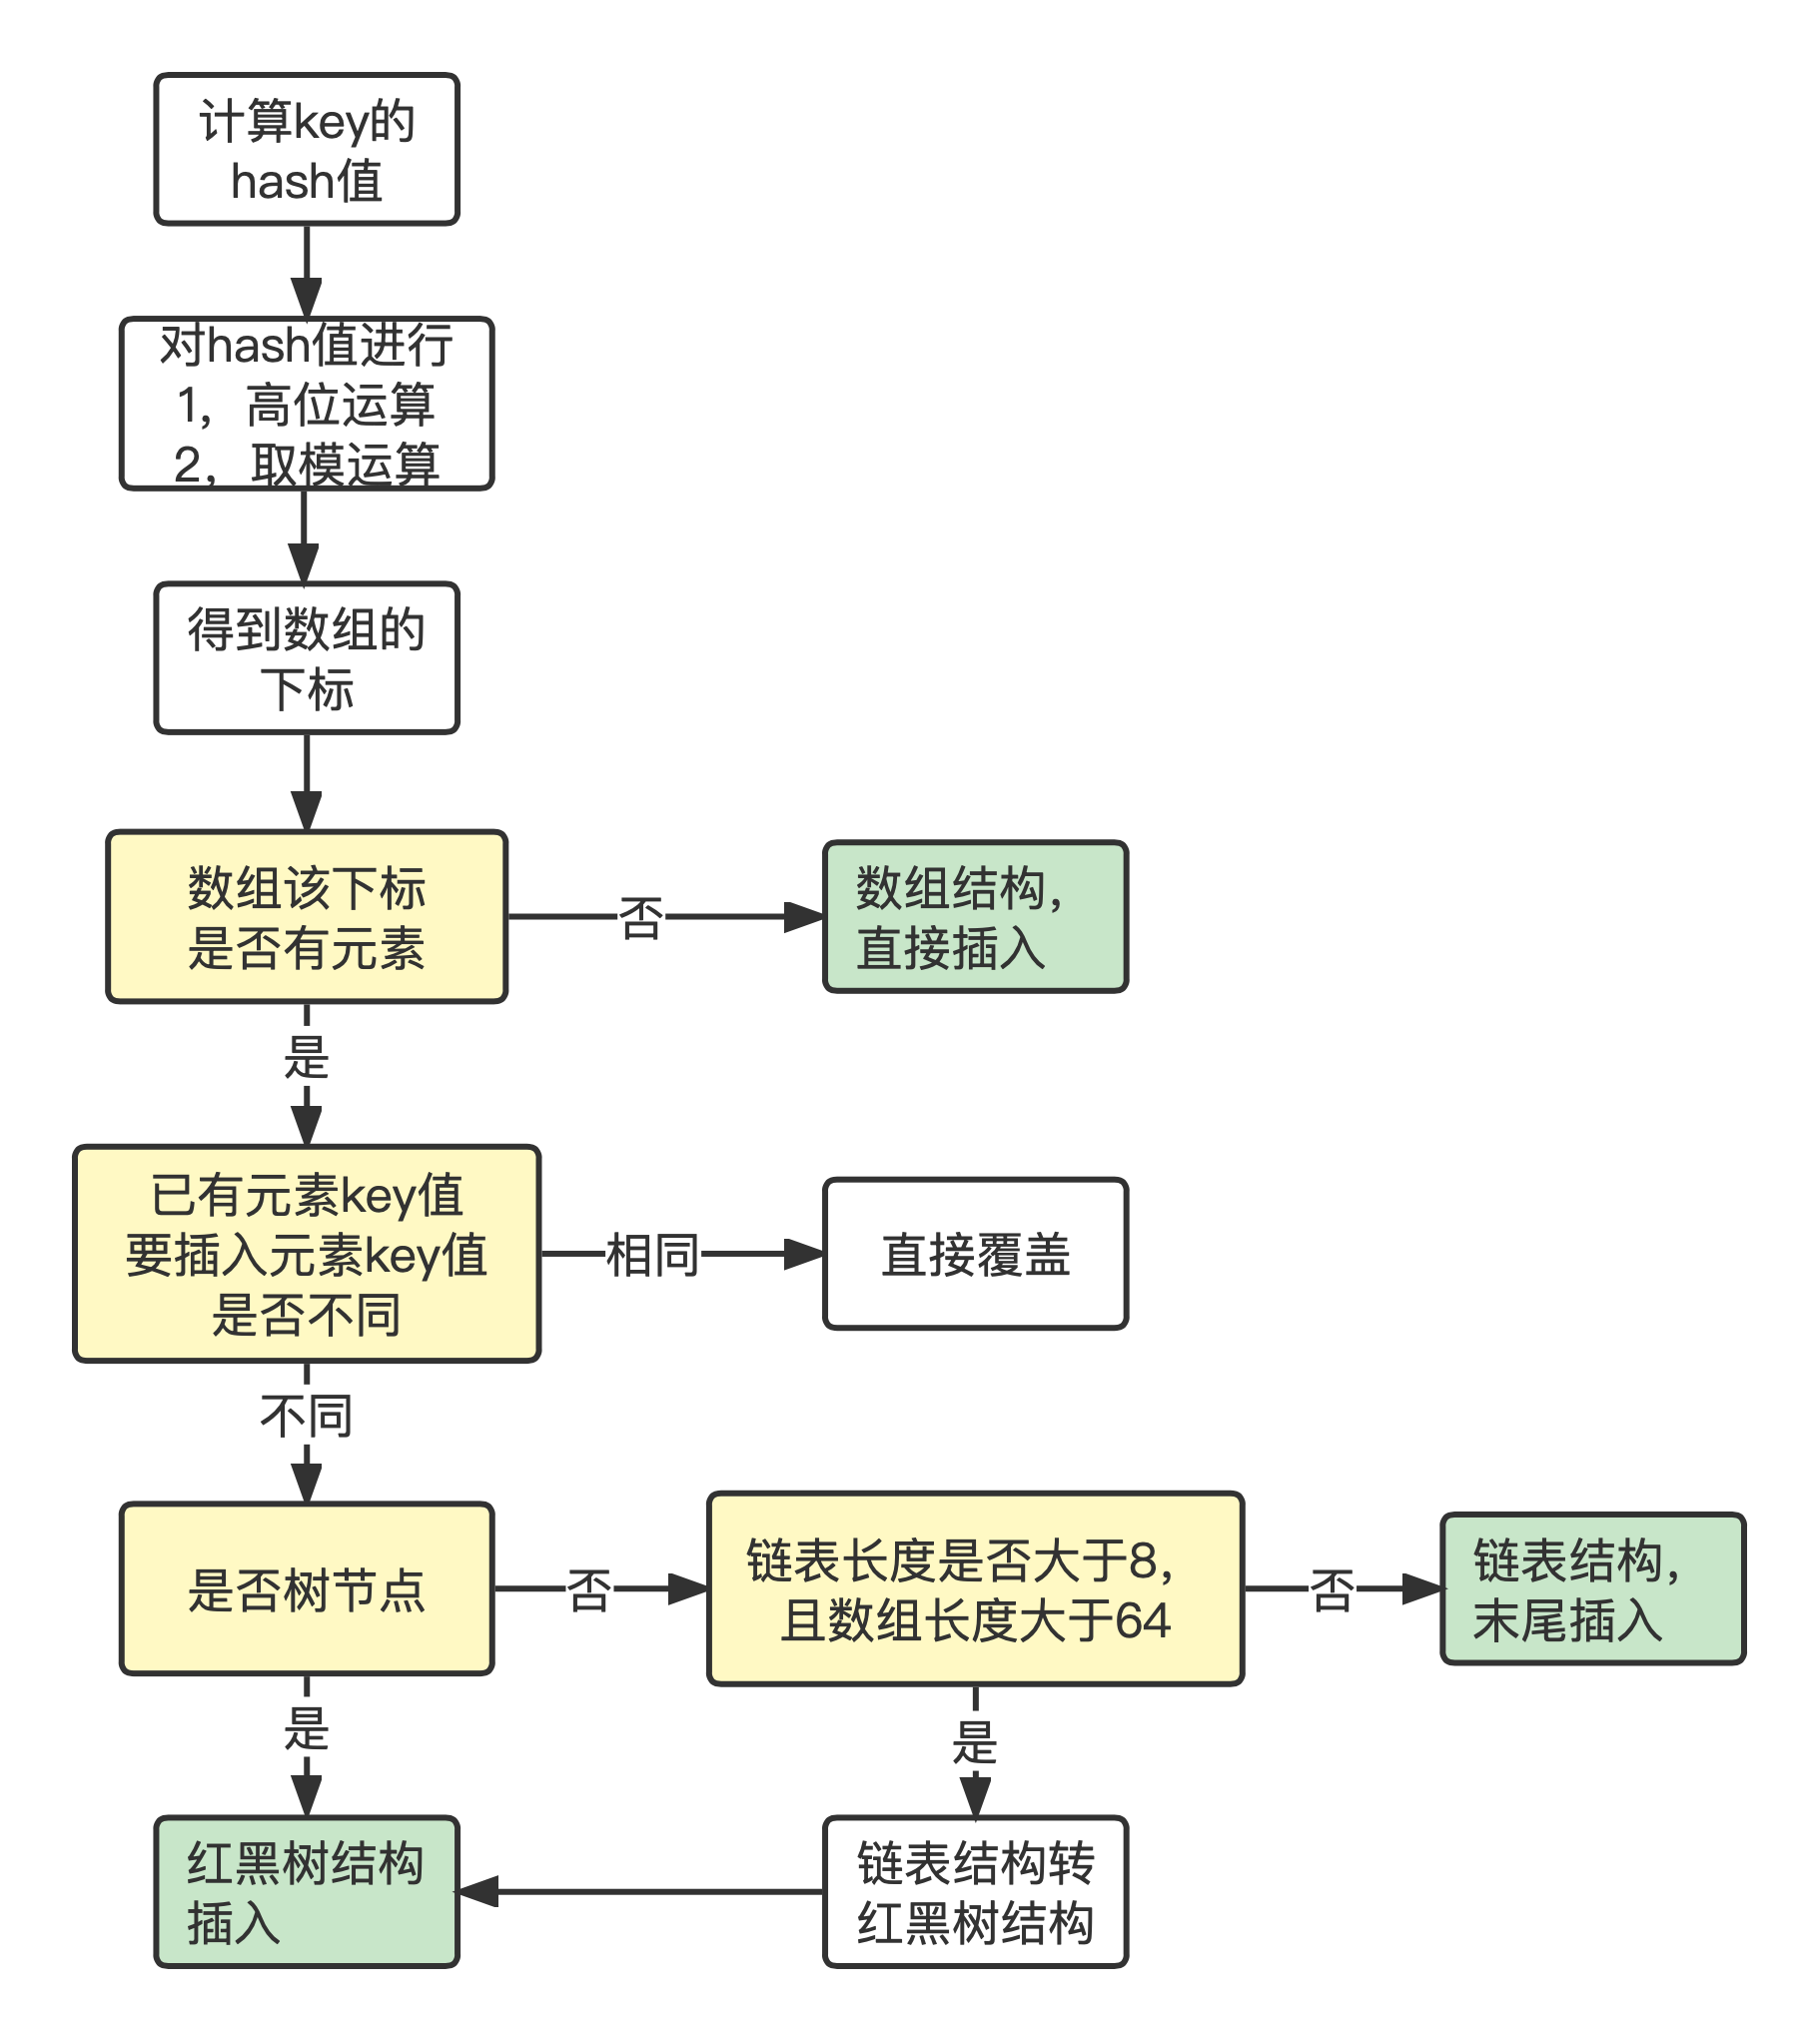 计算key的
hash值
对hash值进行
1，高位运算
2，取模运算
得到数组的
下标
数组该下标
是否有元素
否
数组结构，
直接插入
是
已有元素key值
要插入元素key值
是否不同
相同
直接覆盖
不同
是否树节点
否
链表长度是否大于8，
且数组长度大于64
否
链表结构，
末尾插入
是
是
红黑树结构
插入
链表结构转
红黑树结构